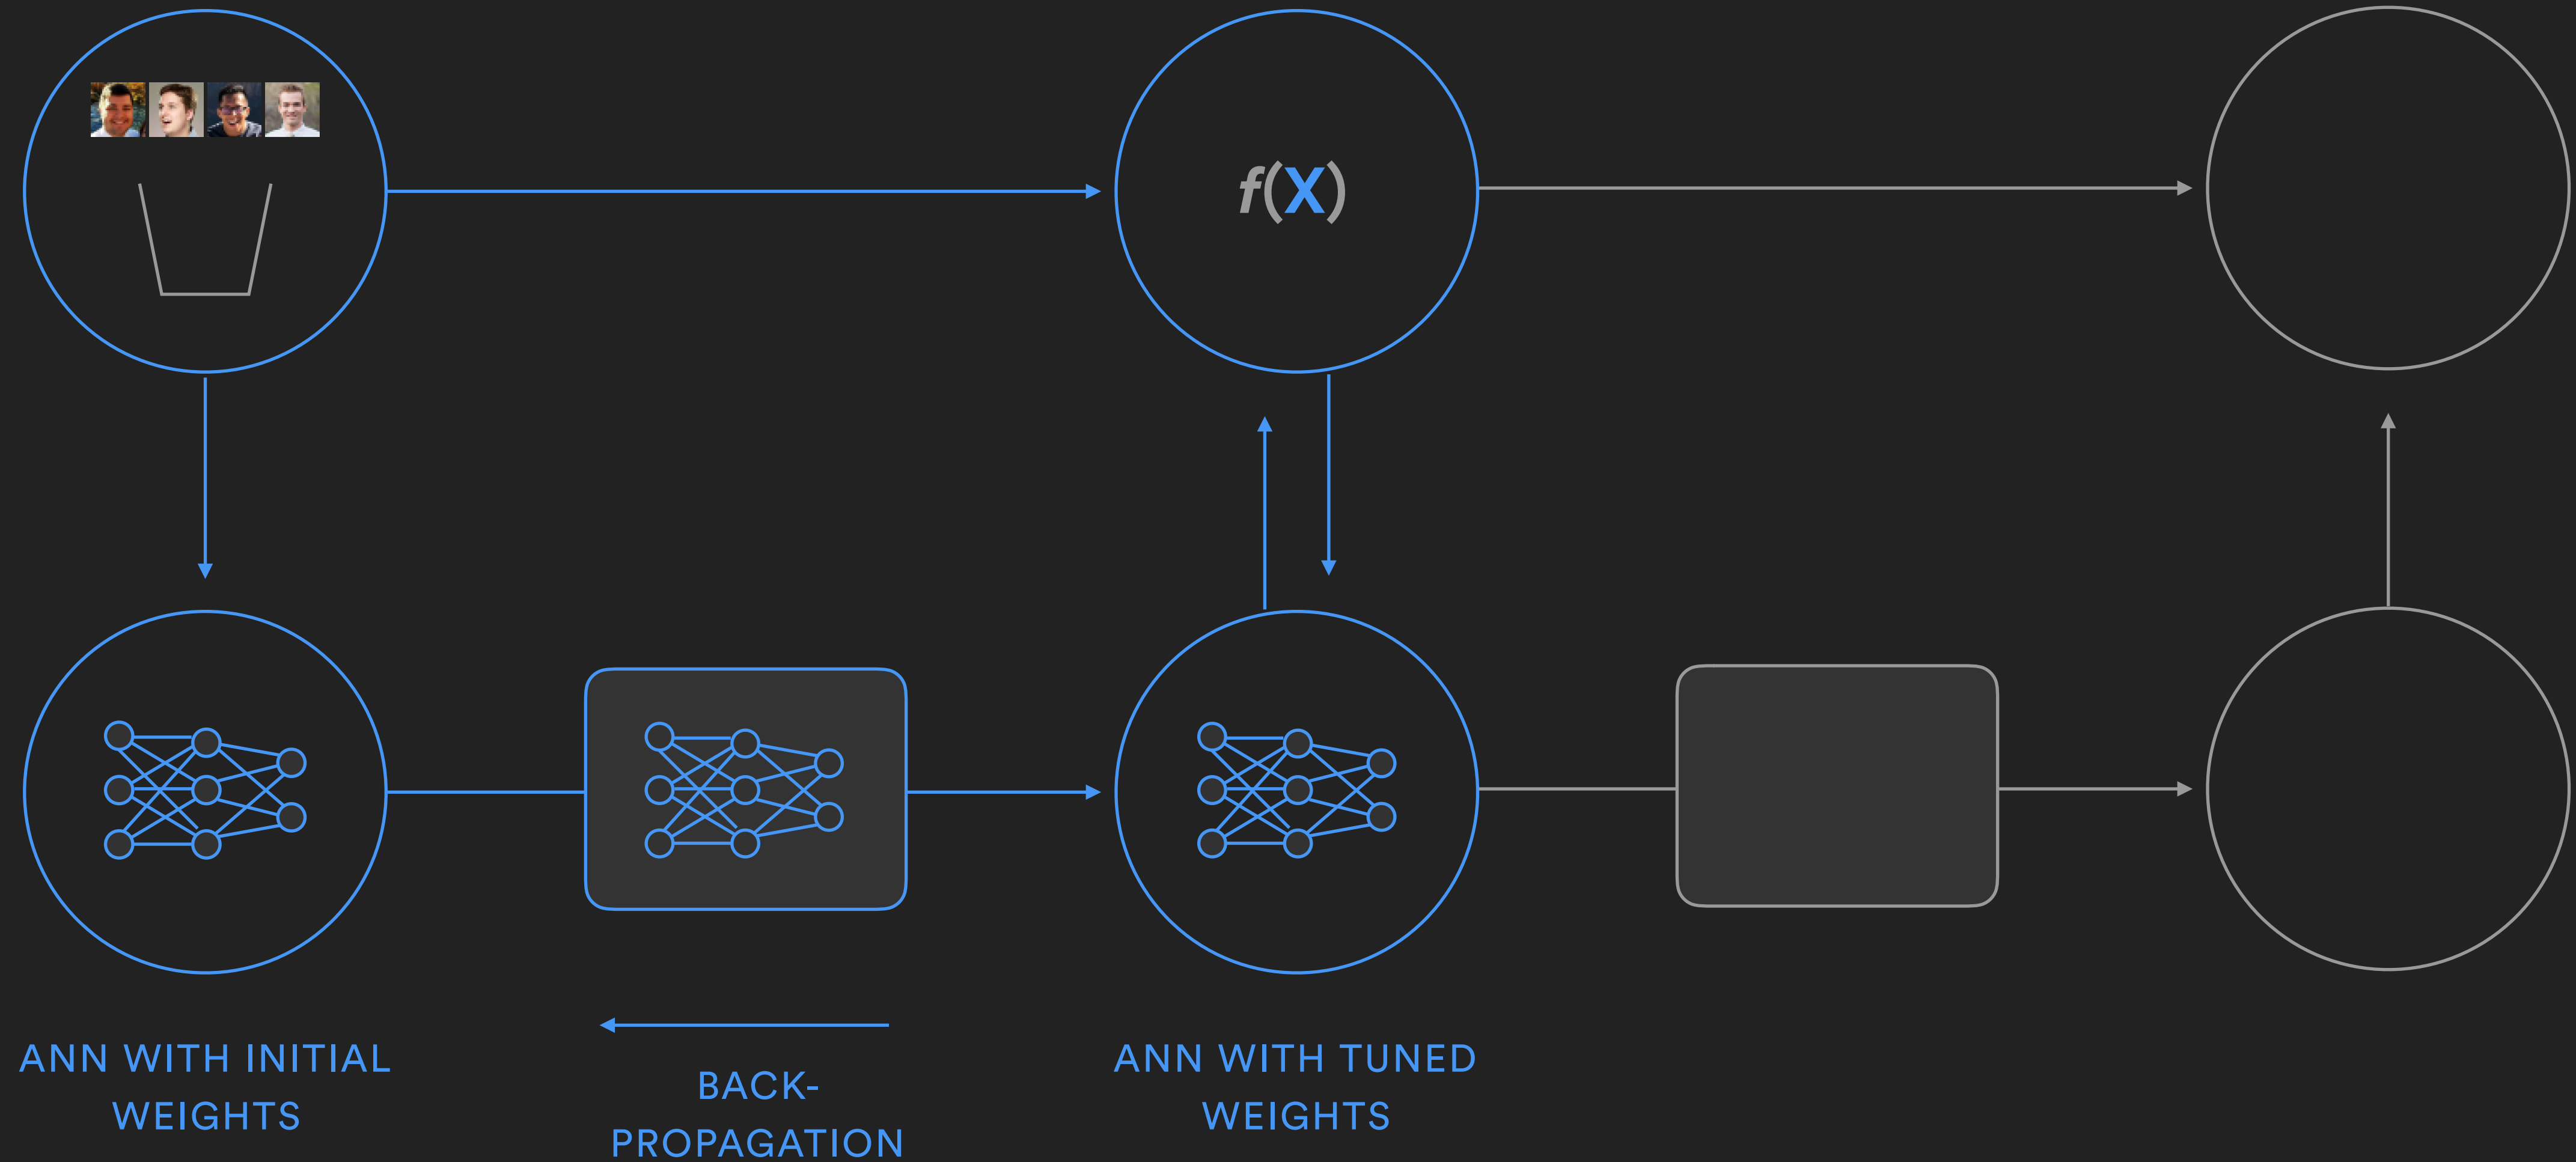 f(X)
ANN WITH INITIAL
WEIGHTS
BACK-
PROPAGATION
ANN WITH TUNED
WEIGHTS